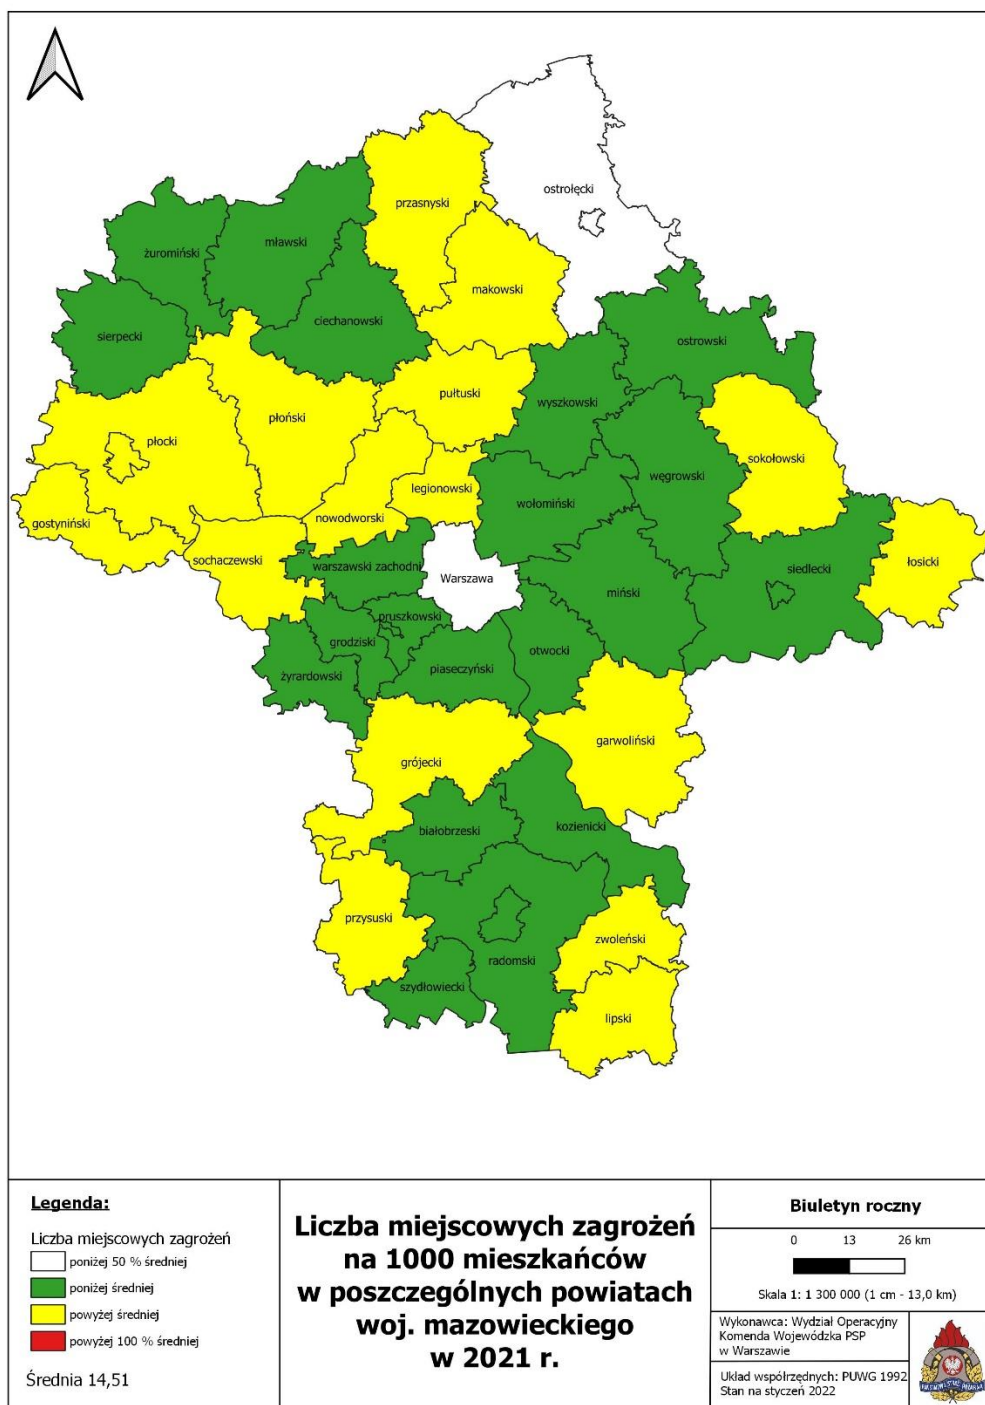 ostrołęcki
przasnyski
mławski
żuromiński
makowski
ciechanowski
sierpecki
ostrowski
pułtuski
wyszkowski
płoński
płocki
sokołowski
węgrowski
legionowski
wołomiński
nowodworski
gostyniński
sochaczewski
warszawski zachodni
siedlecki
łosicki
Warszawa
miński
pruszkowski
grodziski
otwocki
piaseczyński
żyrardowski
garwoliński
grójecki
białobrzeski
kozienicki
przysuski
zwoleński
radomski
szydłowiecki
lipski
Legenda:
Liczba miejscowych zagrożeń
poniżej 50 % średniej
poniżej średniej
powyżej średniej
powyżej 100 % średniej
Średnia 14,51
Liczba miejscowych zagrożeń
na 1000 mieszkańców
w poszczególnych powiatach
woj. mazowieckiego
w 2021 r.
Biuletyn roczny
0 13 26 km
Skala 1: 1 300 000 (1 cm - 13,0 km)
Wykonawca: Wydział Operacyjny
Komenda Wojewódzka PSP
w Warszawie
Układ współrzędnych: PUWG 1992
Stan na styczeń 2022